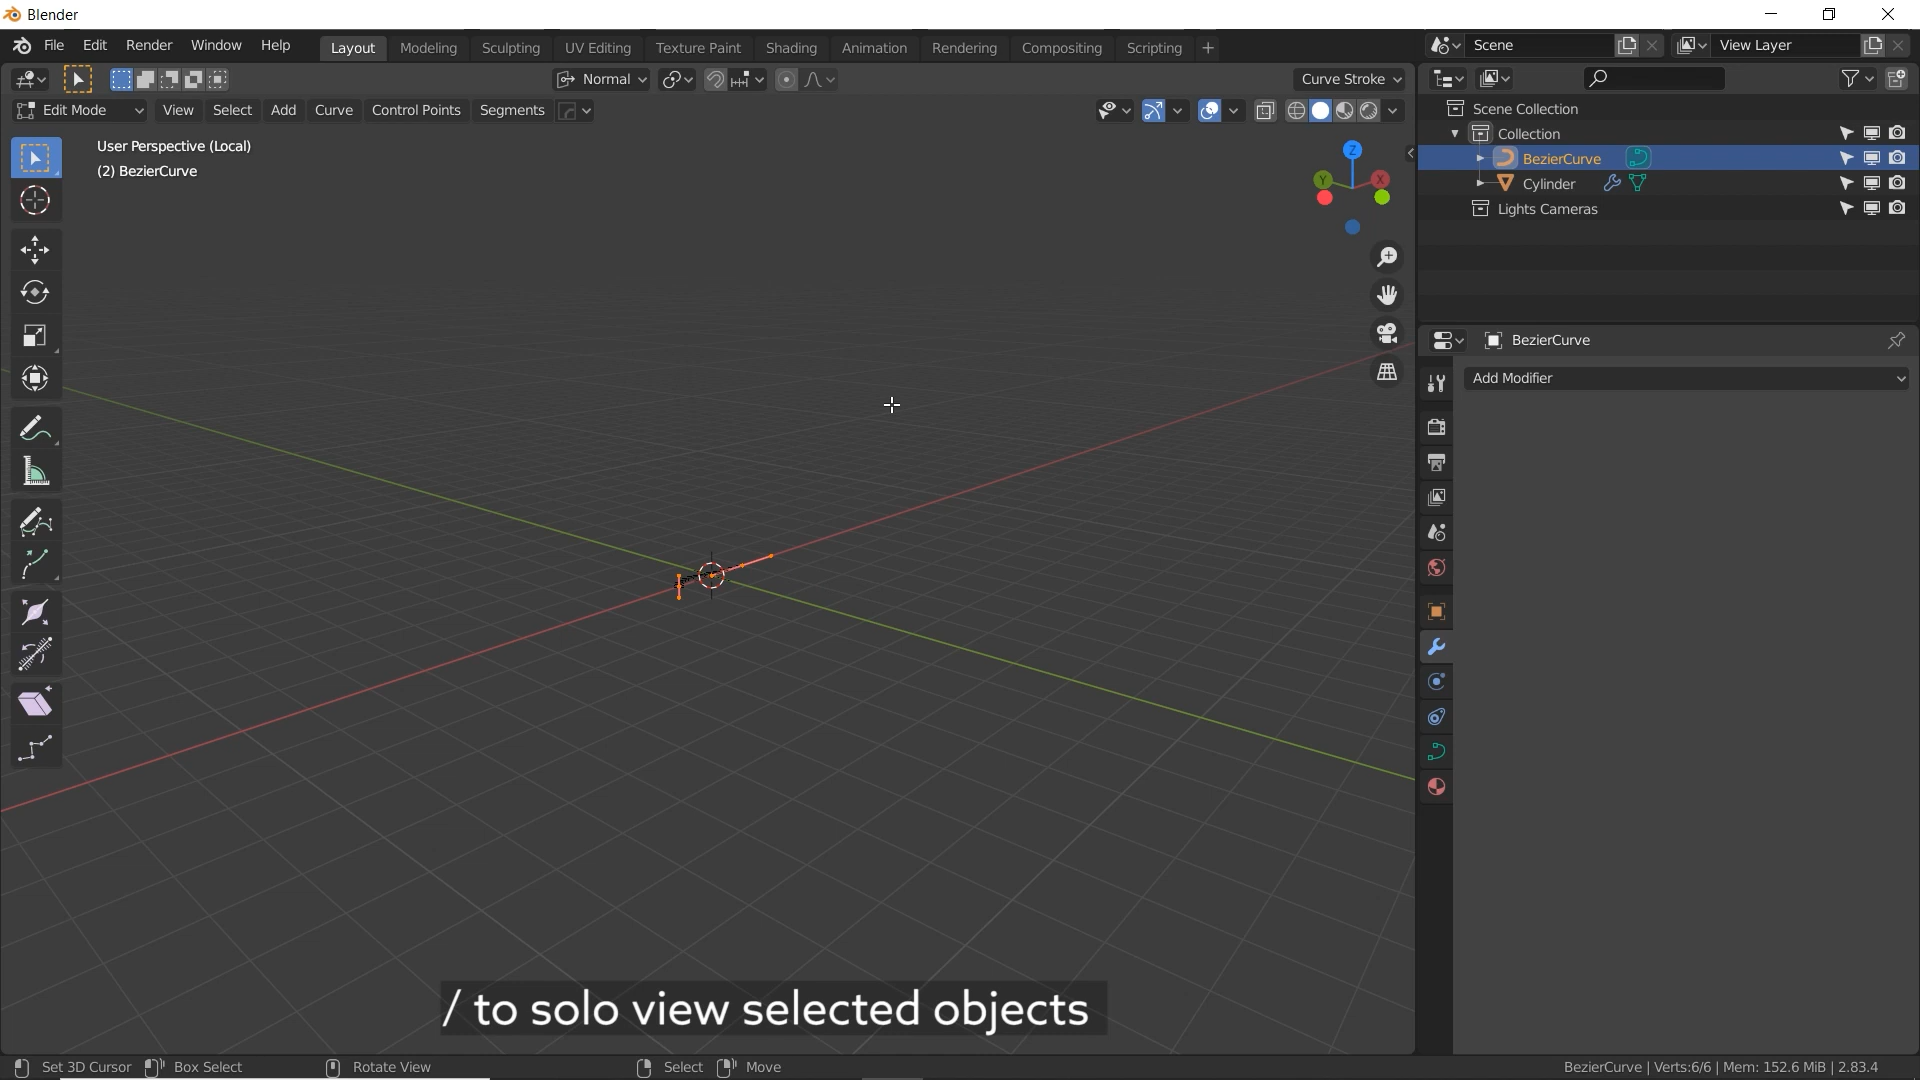 Blender
File Edit Render Window Help Layout Modeling Sculpting UV Editing Texture Paint Shading Animation Rendering Compositing Scripting + Scene View Layer
Normal Curve Stroke
Edit Mode View Select Add Curve Control Points Segments
Scene Collection
Collection
BezierCurve
Cylinder
Lights Cameras
User Perspective (Local)
(2) BezierCurve
Z
Y X
BezierCurve
Add Modifier
/ to solo view selected objects
Set 3D Cursor Box Select Rotate View Select Move BezierCurve | Verts:6/6 | Mem: 152.6 MiB | 2.83.4